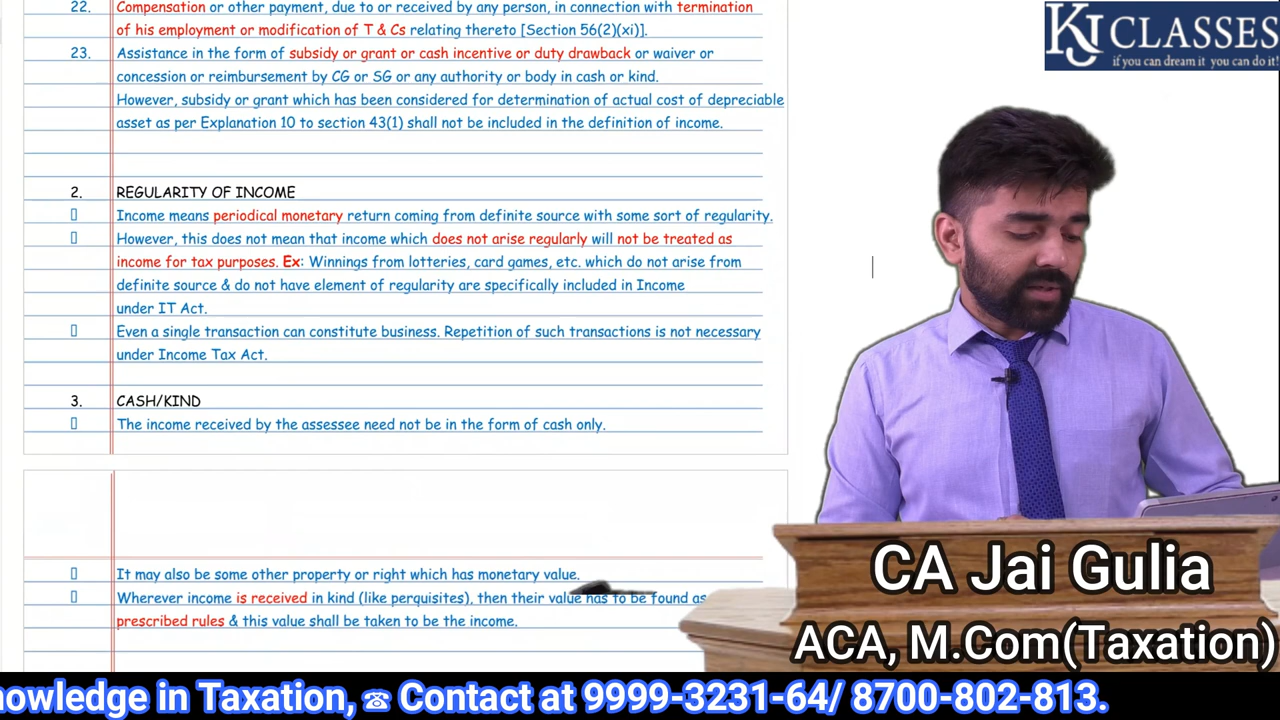 22. Compensation or other payment, due to or received by any person, in connection with termination
of his employment or modification of T & Cs relating thereto [Section 56(2)(xi)].
23. Assistance in the form of subsidy or grant or cash incentive or duty drawback or waiver or
concession or reimbursement by CG or SG or any authority or body in cash or kind.
However, subsidy or grant which has been considered for determination of actual cost of depreciable
asset as per Explanation 10 to section 43(1) shall not be included in the definition of income.
2. REGULARITY OF INCOME
Income means periodical monetary return coming from definite source with some sort of regularity.
However, this does not mean that income which does not arise regularly will not be treated as
income for tax purposes. Ex: Winnings from lotteries, card games, etc. which do not arise from
definite source & do not have element of regularity are specifically included in Income
under IT Act.
Even a single transaction can constitute business. Repetition of such transactions is not necessary
under Income Tax Act.
3. CASH/KIND
The income received by the assessee need not be in the form of cash only.
It may also be some other property or right which has monetary value.
Wherever income is received in kind (like perquisites), then their value has to be found as
prescribed rules & this value shall be taken to be the income.
KJ CLASSES
if you can dream it you can do it!
CA Jai Gulia
ACA, M.Com(Taxation)
nowledge in Taxation, ☎ Contact at 9999-3231-64/ 8700-802-813.